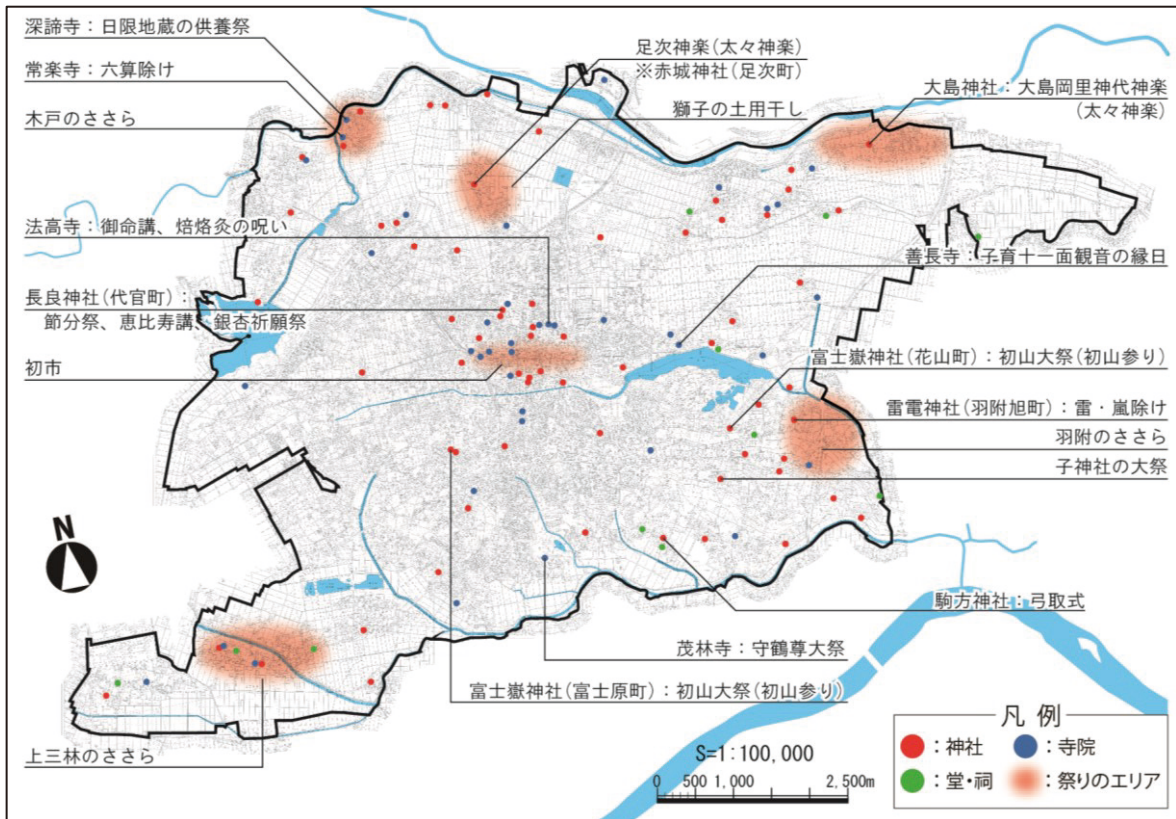 深諦寺：日限地蔵の供養祭
常楽寺：六算除け
木戸のささら
法高寺：御命講、焙烙灸の呪い
長良神社(代官町)：
節分祭、恵比寿講、銀杏祈願祭
初市
足次神楽(太々神楽)
※赤城神社(足次町)
獅子の土用干し
大島神社：大島岡里神代神楽
(太々神楽)
善長寺：子育十一面観音の縁日
富士嶽神社(花山町)：初山大祭(初山参り)
雷電神社(羽附旭町)：雷・嵐除け
羽附のささら
子神社の大祭
駒方神社：弓取式
茂林寺：守鶴尊大祭
富士嶽神社(富士原町)：初山大祭(初山参り)
上三林のささら
N
S=1:100,000
0 500 1,000 2,500m
凡例
：神社 ：寺院
：堂・祠 ：祭りのエリア